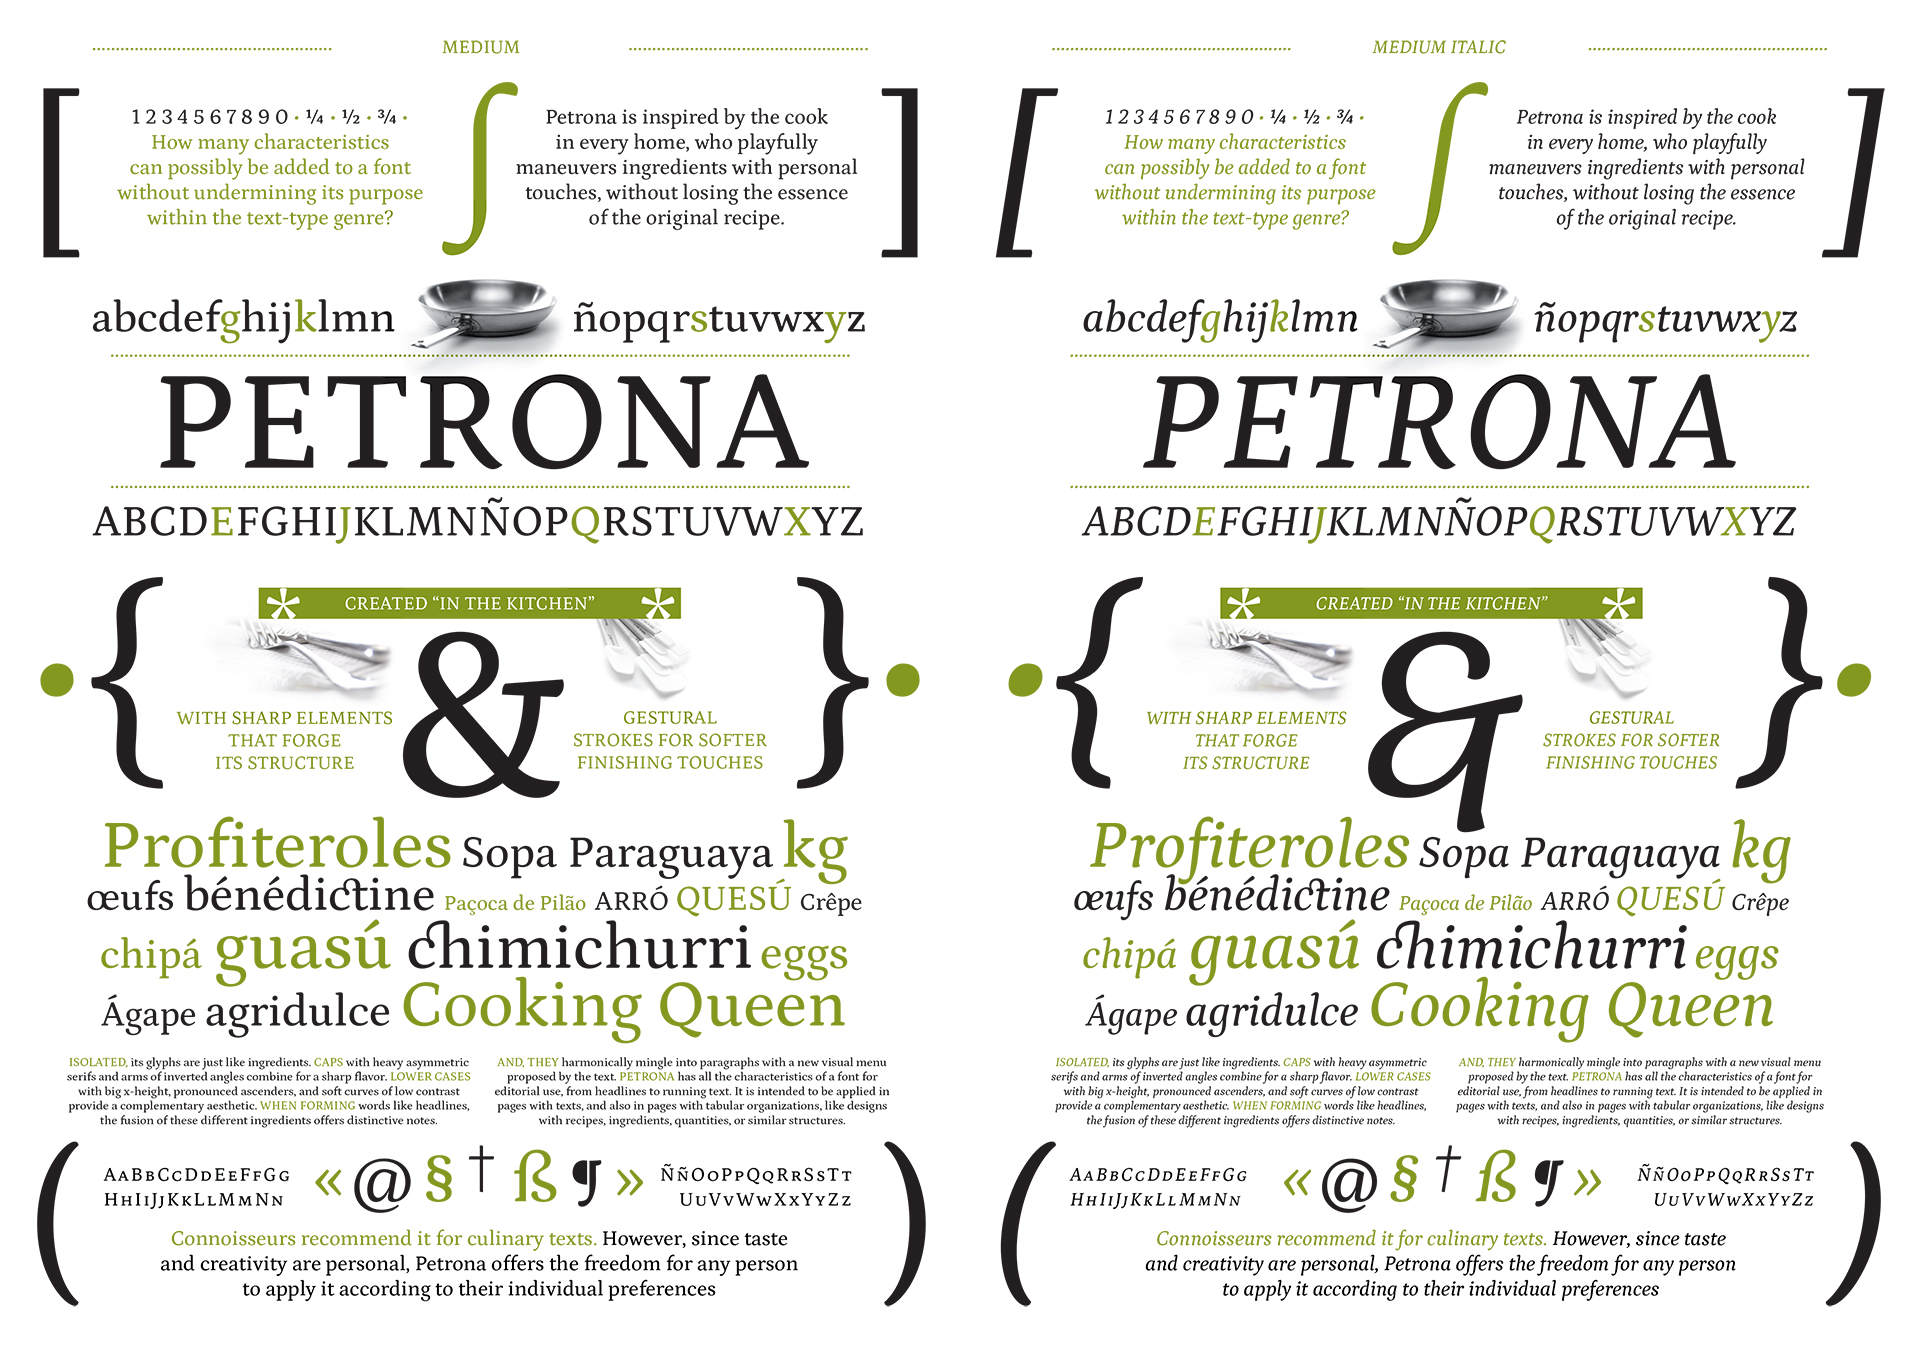 MEDIUM
[
1234567890 · ¼ · ½ · ¾ ·
How many characteristics
can possibly be added to a font
without undermining its purpose
within the text-type genre?
∫
Petrona is inspired by the cook
in every home, who playfully
maneuvers ingredients with personal
touches, without losing the essence
of the original recipe.
]
abcdefghijklmn ñopqrstuvwxyz
PETRONA
ABCDEFGHIJKLMNÑOPQRSTUVWXYZ
• {
* CREATED “IN THE KITCHEN” *
WITH SHARP ELEMENTS
THAT FORGE
ITS STRUCTURE
&
GESTURAL
STROKES FOR SOFTER
FINISHING TOUCHES
} •
Profiteroles Sopa Paraguaya kg
œufs bénédictine Paçoca de Pilão ARRÓ QUESÚ Crêpe
chipá guasú chimichurri eggs
Ágape agridulce Cooking Queen
ISOLATED, its glyphs are just like ingredients. CAPS with heavy asymmetric
serifs and arms of inverted angles combine for a sharp flavor. LOWER CASES
with big x-height, pronounced ascenders, and soft curves of low contrast
provide a complementary aesthetic. WHEN FORMING words like headlines,
the fusion of these different ingredients offers distinctive notes.
AND, THEY harmonically mingle into paragraphs with a new visual menu
proposed by the text. PETRONA has all the characteristics of a font for
editorial use, from headlines to running text. It is intended to be applied in
pages with texts, and also in pages with tabular organizations, like designs
with recipes, ingredients, quantities, or similar structures.
(
AaBbCcDdEeFfGg
HhIiJjKkLlMmNn
« @ § † ß ¶ »
ÑñOoPpQqRrSsTt
UuVvWwXxYyZz
)
Connoisseurs recommend it for culinary texts. However, since taste
and creativity are personal, Petrona offers the freedom for any person
to apply it according to their individual preferences
MEDIUM ITALIC
[
1234567890 · ¼ · ½ · ¾ ·
How many characteristics
can possibly be added to a font
without undermining its purpose
within the text-type genre?
∫
Petrona is inspired by the cook
in every home, who playfully
maneuvers ingredients with personal
touches, without losing the essence
of the original recipe.
]
abcdefghijklmn ñopqrstuvwxyz
PETRONA
ABCDEFGHIJKLMNÑOPQRSTUVWXYZ
• {
* CREATED “IN THE KITCHEN” *
WITH SHARP ELEMENTS
THAT FORGE
ITS STRUCTURE
&
GESTURAL
STROKES FOR SOFTER
FINISHING TOUCHES
} •
Profiteroles Sopa Paraguaya kg
œufs bénédictine Paçoca de Pilão ARRÓ QUESÚ Crêpe
chipá guasú chimichurri eggs
Ágape agridulce Cooking Queen
ISOLATED, its glyphs are just like ingredients. CAPS with heavy asymmetric
serifs and arms of inverted angles combine for a sharp flavor. LOWER CASES
with big x-height, pronounced ascenders, and soft curves of low contrast
provide a complementary aesthetic. WHEN FORMING words like headlines,
the fusion of these different ingredients offers distinctive notes.
AND, THEY harmonically mingle into paragraphs with a new visual menu
proposed by the text. PETRONA has all the characteristics of a font for
editorial use, from headlines to running text. It is intended to be applied in
pages with texts, and also in pages with tabular organizations, like designs
with recipes, ingredients, quantities, or similar structures.
(
AaBbCcDdEeFfGg
HhIiJjKkLlMmNn
« @ § † ß ¶ »
ÑñOoPpQqRrSsTt
UuVvWwXxYyZz
)
Connoisseurs recommend it for culinary texts. However, since taste
and creativity are personal, Petrona offers the freedom for any person
to apply it according to their individual preferences